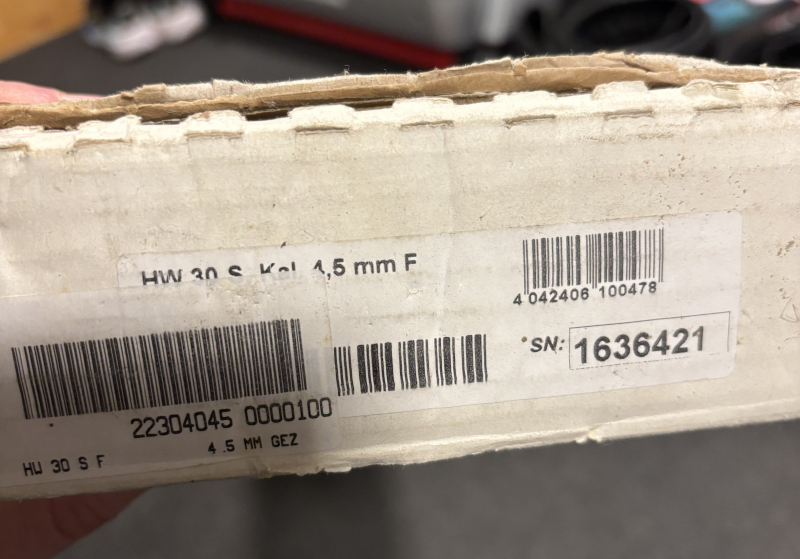 HW 30 S Kal. 4,5 mm F
4 042406 100478
SN: 1636421
22304045 0000100
4.5 MM GEZ
HW 30 S F